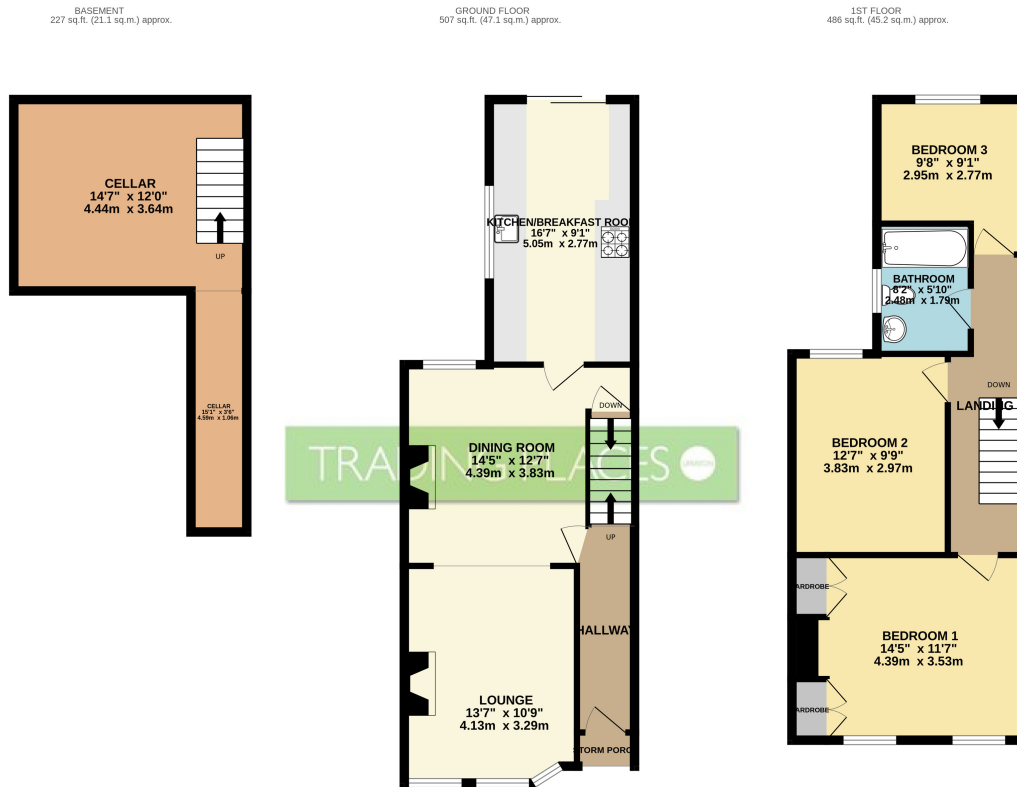 BASEMENT
227 sq.ft. (21.1 sq.m.) approx.
GROUND FLOOR
507 sq.ft. (47.1 sq.m.) approx.
1ST FLOOR
486 sq.ft. (45.2 sq.m.) approx.
CELLAR
14'7" x 12'0"
4.44m x 3.64m
UP
CELLAR
15'1" x 3'6"
4.59m x 1.06m
KITCHEN/BREAKFAST ROO
16'7" x 9'1"
5.05m x 2.77m
DOWN
DINING ROOM
14'5" x 12'7"
4.39m x 3.83m
TRADING PLACES
URMSTON
UP
HALLWAY
LOUNGE
13'7" x 10'9"
4.13m x 3.29m
STORM PORC
BEDROOM 3
9'8" x 9'1"
2.95m x 2.77m
BATHROOM
8'2" x 5'10"
2.48m x 1.79m
DOWN
LANDING
BEDROOM 2
12'7" x 9'9"
3.83m x 2.97m
ARDROBE
BEDROOM 1
14'5" x 11'7"
4.39m x 3.53m
ARDROBE